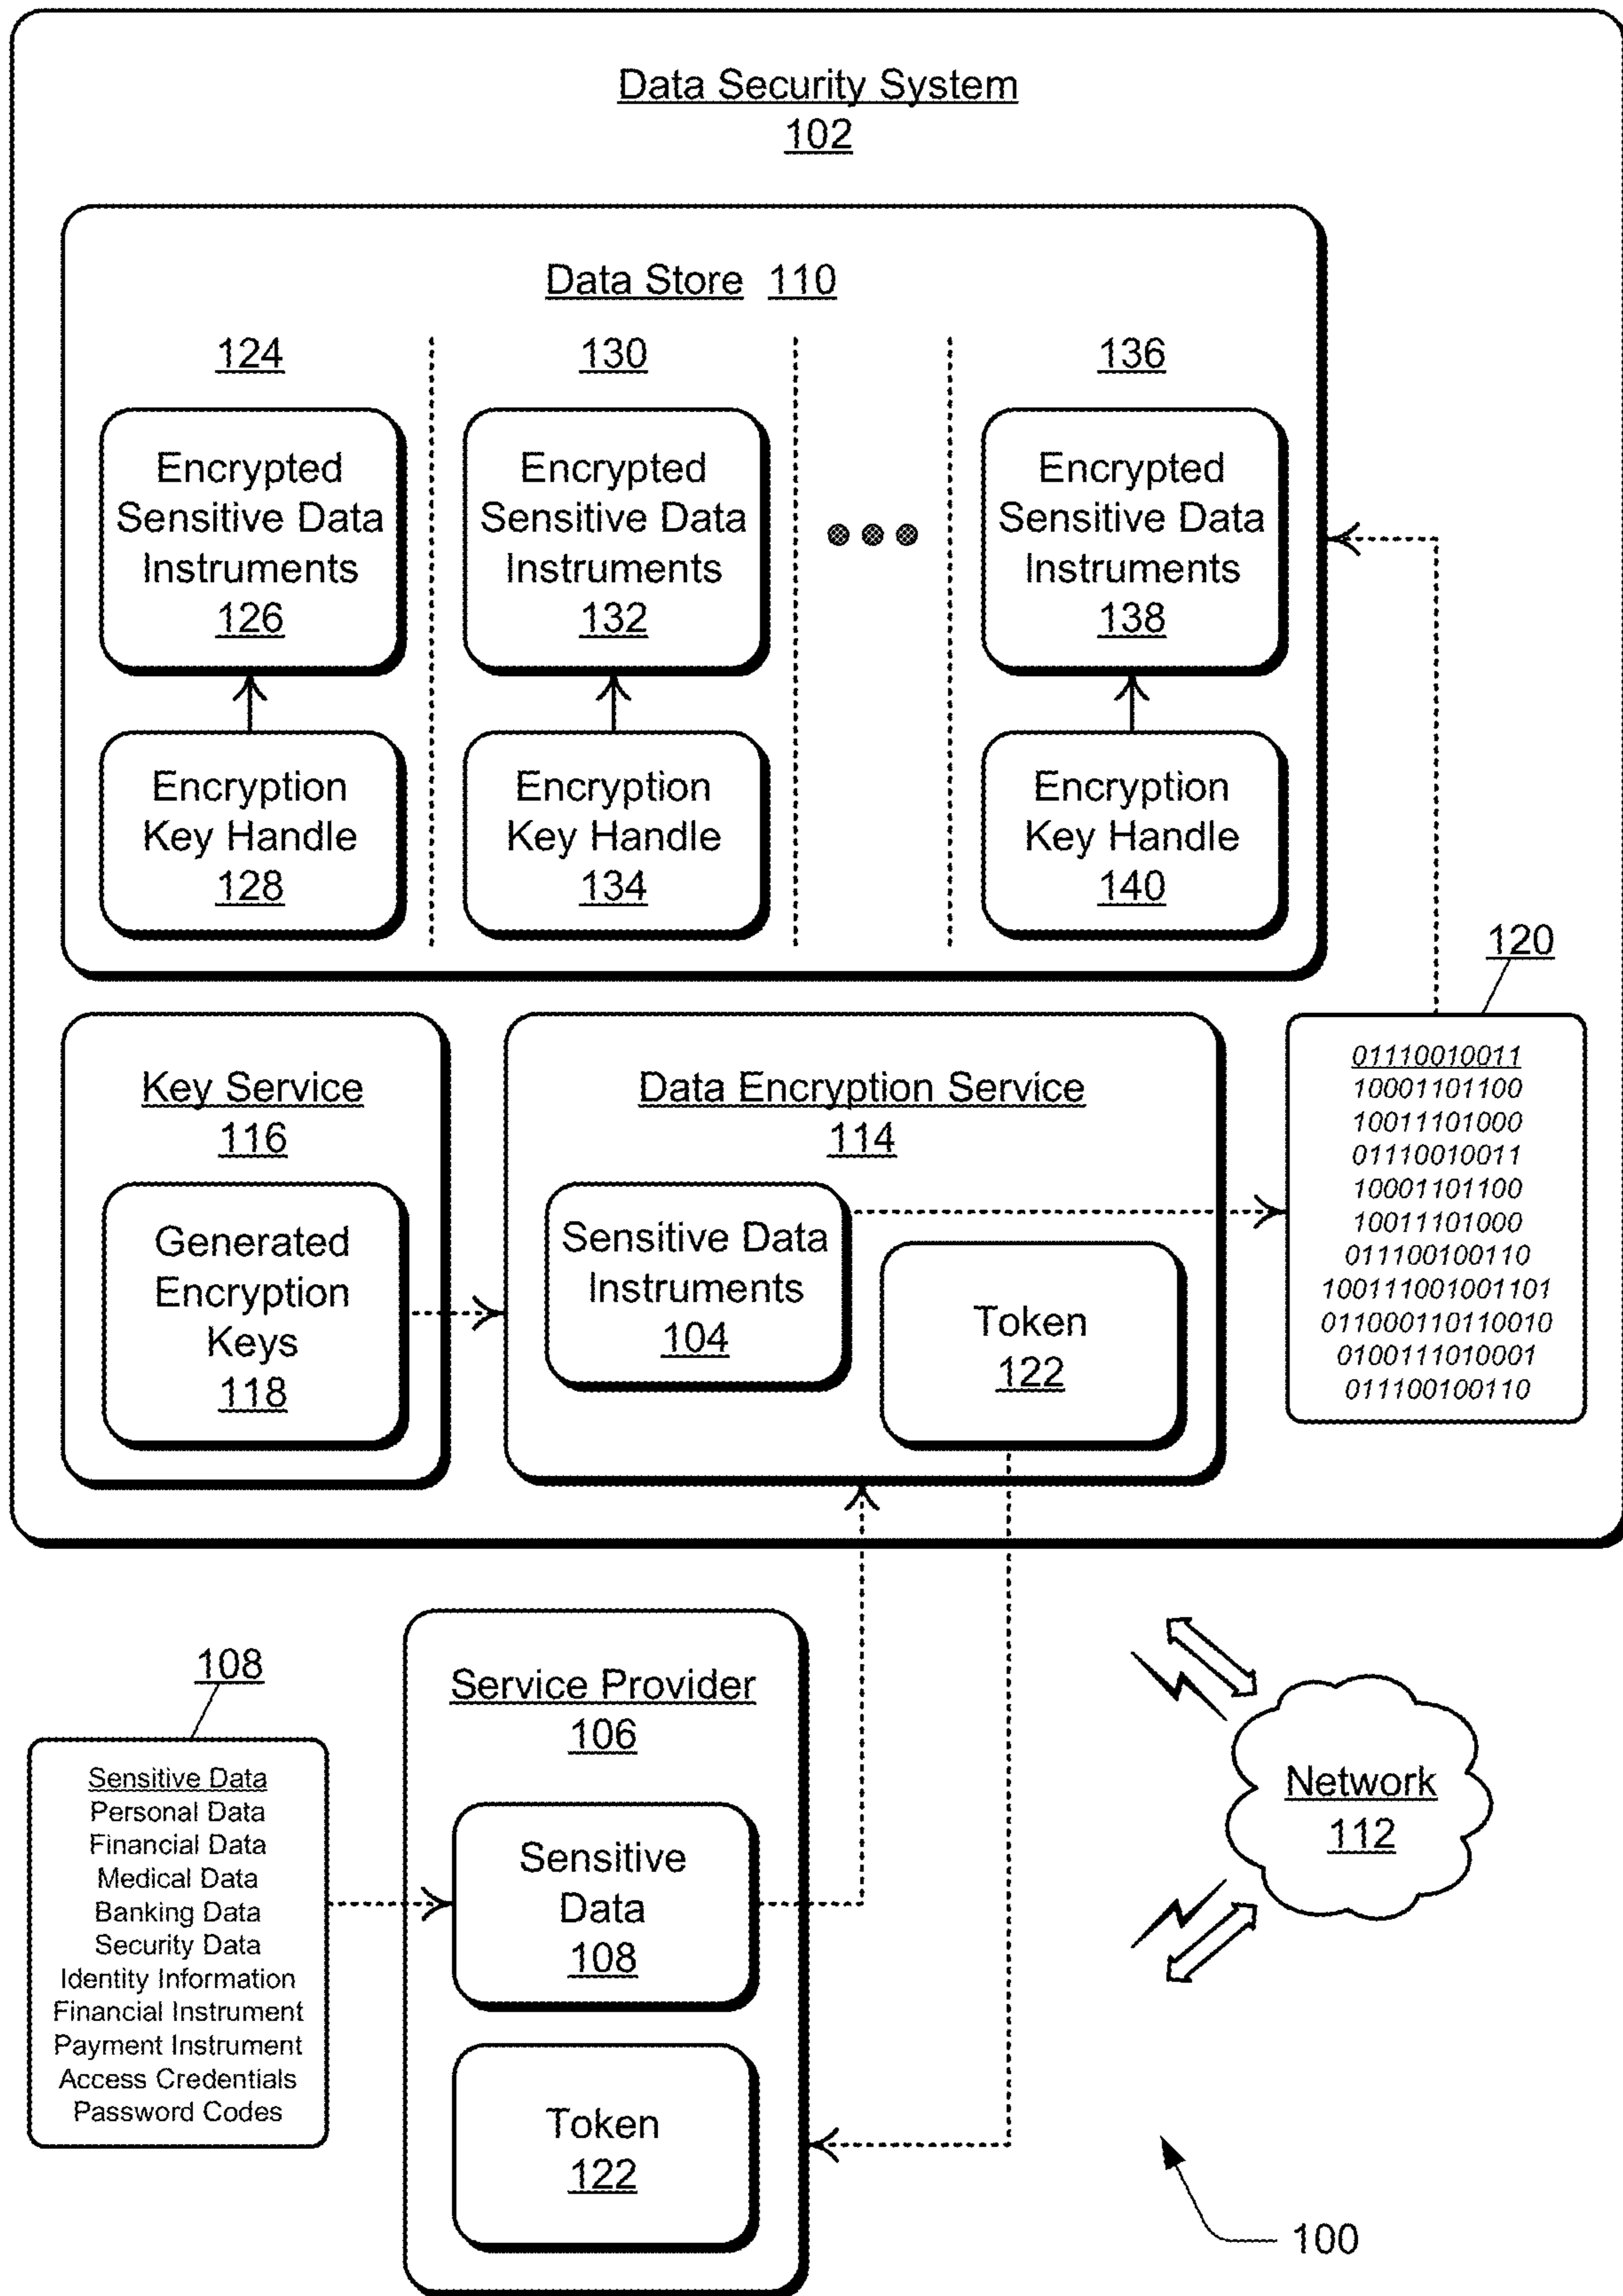 Data Security System
102
Data Store 110
124
Encrypted
Sensitive Data
Instruments
126
Encryption
Key Handle
128
130
Encrypted
Sensitive Data
Instruments
132
Encryption
Key Handle
134
136
Encrypted
Sensitive Data
Instruments
138
Encryption
Key Handle
140
Key Service
116
Generated
Encryption
Keys
118
Data Encryption Service
114
Sensitive Data
Instruments
104
Token
122
120
01110010011
10001101100
10011101000
01110010011
10001101100
10011101000
011100100110
100111001001101
011000110110010
0100111010001
011100100110
108
Sensitive Data
Personal Data
Financial Data
Medical Data
Banking Data
Security Data
Identity Information
Financial Instrument
Payment Instrument
Access Credentials
Password Codes
Service Provider
106
Sensitive
Data
108
Token
122
Network
112
100